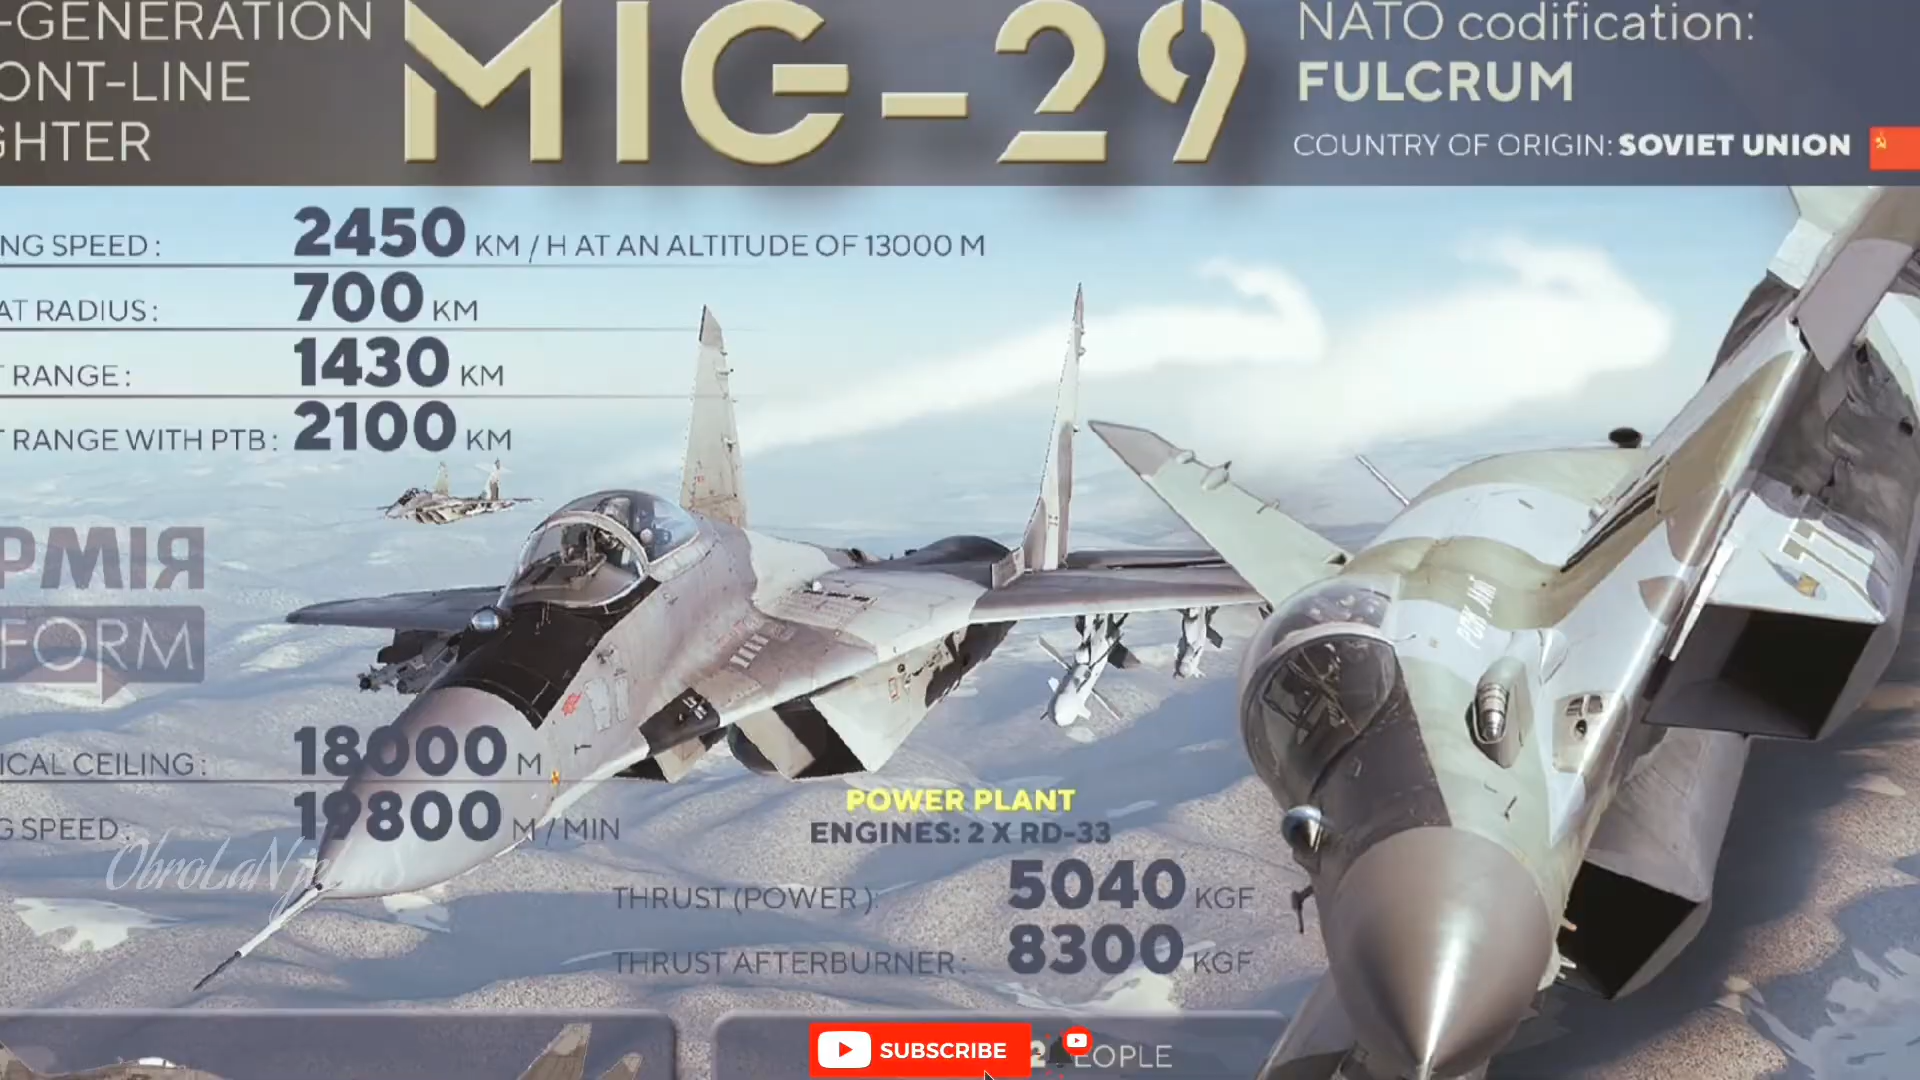 -GENERATION
ONT-LINE
GHTER
MIG-29
NATO codification:
FULCRUM
COUNTRY OF ORIGIN: SOVIET UNION
NG SPEED: 2450 KM / H AT AN ALTITUDE OF 13000 M
AT RADIUS: 700 KM
T RANGE: 1430 KM
T RANGE WITH PTB: 2100 KM
РМІЯ
FORM
ICAL CEILING: 18000 M
G SPEED: 19800 M / MIN
POWER PLANT
ENGINES: 2 X RD-33
THRUST (POWER): 5040 KGF
THRUST AFTERBURNER: 8300 KGF
SUBSCRIBE
2 EOPLE